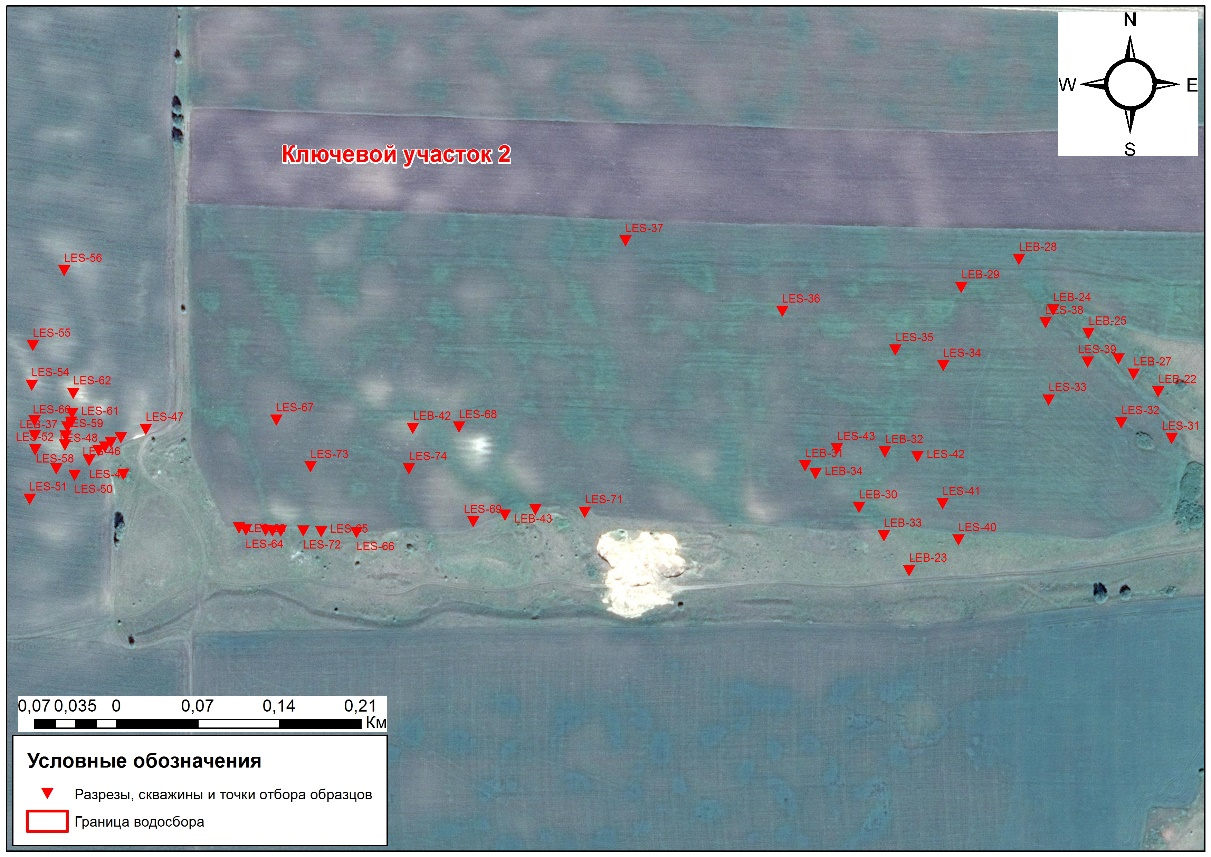 N
W E
S
Ключевой участок 2
LES-37
LEB-28
LES-56
LEB-29
LES-36
LEB-24
LES-38
LEB-25
LES-55
LES-35
LES-34
LES-39
LEB-27
LES-54
LES-62
LEB-22
LES-33
LES-60
LES-61
LES-47
LES-67
LEB-42
LES-68
LES-32
LEB-37
LES-59
LES-31
LES-52
LES-48
LES-43
LEB-32
LES-46
LES-58
LES-73
LES-74
LEB-31
LES-42
LEB-34
LES-51
LES-50
LES-69
LEB-43
LES-71
LEB-30
LES-41
LES-65
LES-64
LES-72
LES-66
LEB-33
LES-40
LEB-23
0,07 0,035 0 0,07 0,14 0,21
Км
Условные обозначения
Разрезы, скважины и точки отбора образцов
Граница водосбора